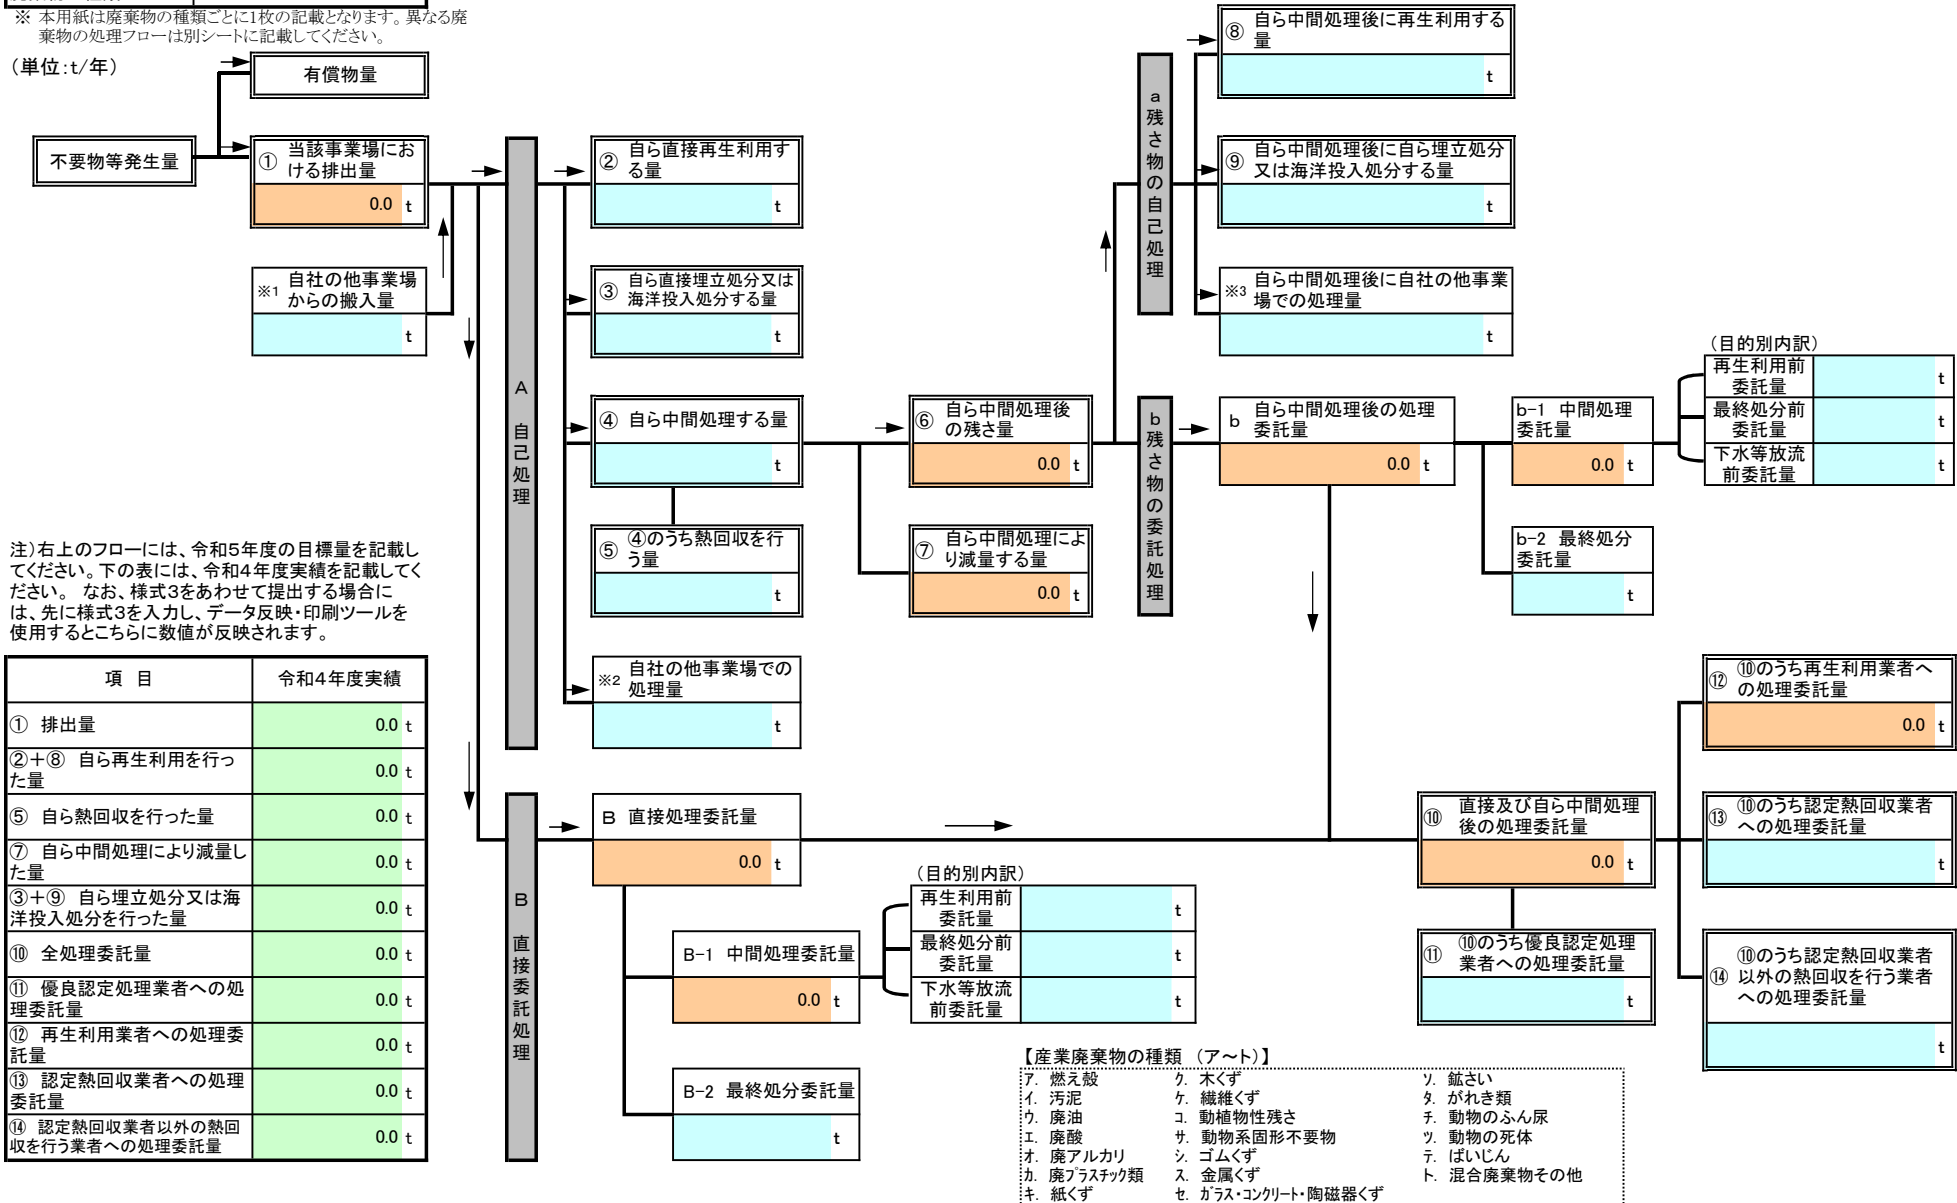 ※ 本用紙は廃棄物の種類ごとに1枚の記載となります。異なる廃
棄物の処理フローは別シートに記載してください。
(単位:t/年)
有償物量
不要物等発生量
① 当該事業場にお
ける排出量
0.0 t
※1 自社の他事業場
からの搬入量
t
A 自己処理
② 自ら直接再生利用す
る量
t
③ 自ら直接埋立処分又は
海洋投入処分する量
t
④ 自ら中間処理する量
t
⑤ ④のうち熱回収を行
う量
t
※2 自社の他事業場での
処理量
t
⑥ 自ら中間処理後
の残さ量
0.0 t
⑦ 自ら中間処理によ
り減量する量
0.0 t
a 残さ物の自己処理
⑧ 自ら中間処理後に再生利用する
量
t
⑨ 自ら中間処理後に自ら埋立処分
又は海洋投入処分する量
t
※3 自ら中間処理後に自社の他事業
場での処理量
t
b 残さ物の委託処理
b 自ら中間処理後の処理
委託量
0.0 t
b-1 中間処理
委託量
0.0 t
b-2 最終処分
委託量
t
(目的別内訳)
再生利用前
委託量
t
最終処分前
委託量
t
下水等放流
前委託量
t
注)右上のフローには、令和5年度の目標量を記載し
てください。下の表には、令和4年度実績を記載してく
ださい。 なお、様式3をあわせて提出する場合に
は、先に様式3を入力し、データ反映・印刷ツールを
使用するとこちらに数値が反映されます。
項 目 令和4年度実績
① 排出量 0.0 t
②+⑧ 自ら再生利用を行っ
た量 0.0 t
⑤ 自ら熱回収を行った量 0.0 t
⑦ 自ら中間処理により減量し
た量 0.0 t
③+⑨ 自ら埋立処分又は海
洋投入処分を行った量 0.0 t
⑩ 全処理委託量 0.0 t
⑪ 優良認定処理業者への処
理委託量 0.0 t
⑫ 再生利用業者への処理委
託量 0.0 t
⑬ 認定熱回収業者への処理
委託量 0.0 t
⑭ 認定熱回収業者以外の熱回
収を行う業者への処理委託量 0.0 t
B 直接委託処理
B 直接処理委託量
0.0 t
B-1 中間処理委託量
0.0 t
B-2 最終処分委託量
t
(目的別内訳)
再生利用前
委託量
t
最終処分前
委託量
t
下水等放流
前委託量
t
⑩ 直接及び自ら中間処理
後の処理委託量
0.0 t
⑪ ⑩のうち優良認定処理
業者への処理委託量
t
⑫ ⑩のうち再生利用業者へ
の処理委託量
0.0 t
⑬ ⑩のうち認定熱回収業者
への処理委託量
t
⑭ ⑩のうち認定熱回収業者
以外の熱回収を行う業者
への処理委託量
t
【産業廃棄物の種類 (ア~ト)】
ア. 燃え殻 ク. 木くず ソ. 鉱さい
イ. 汚泥 ケ. 繊維くず タ. がれき類
ウ. 廃油 コ. 動植物性残さ チ. 動物のふん尿
エ. 廃酸 サ. 動物系固形不要物 ツ. 動物の死体
オ. 廃アルカリ シ. ゴムくず テ. ばいじん
カ. 廃プラスチック類 ス. 金属くず ト. 混合廃棄物その他
キ. 紙くず セ. ガラス・コンクリート・陶磁器くず